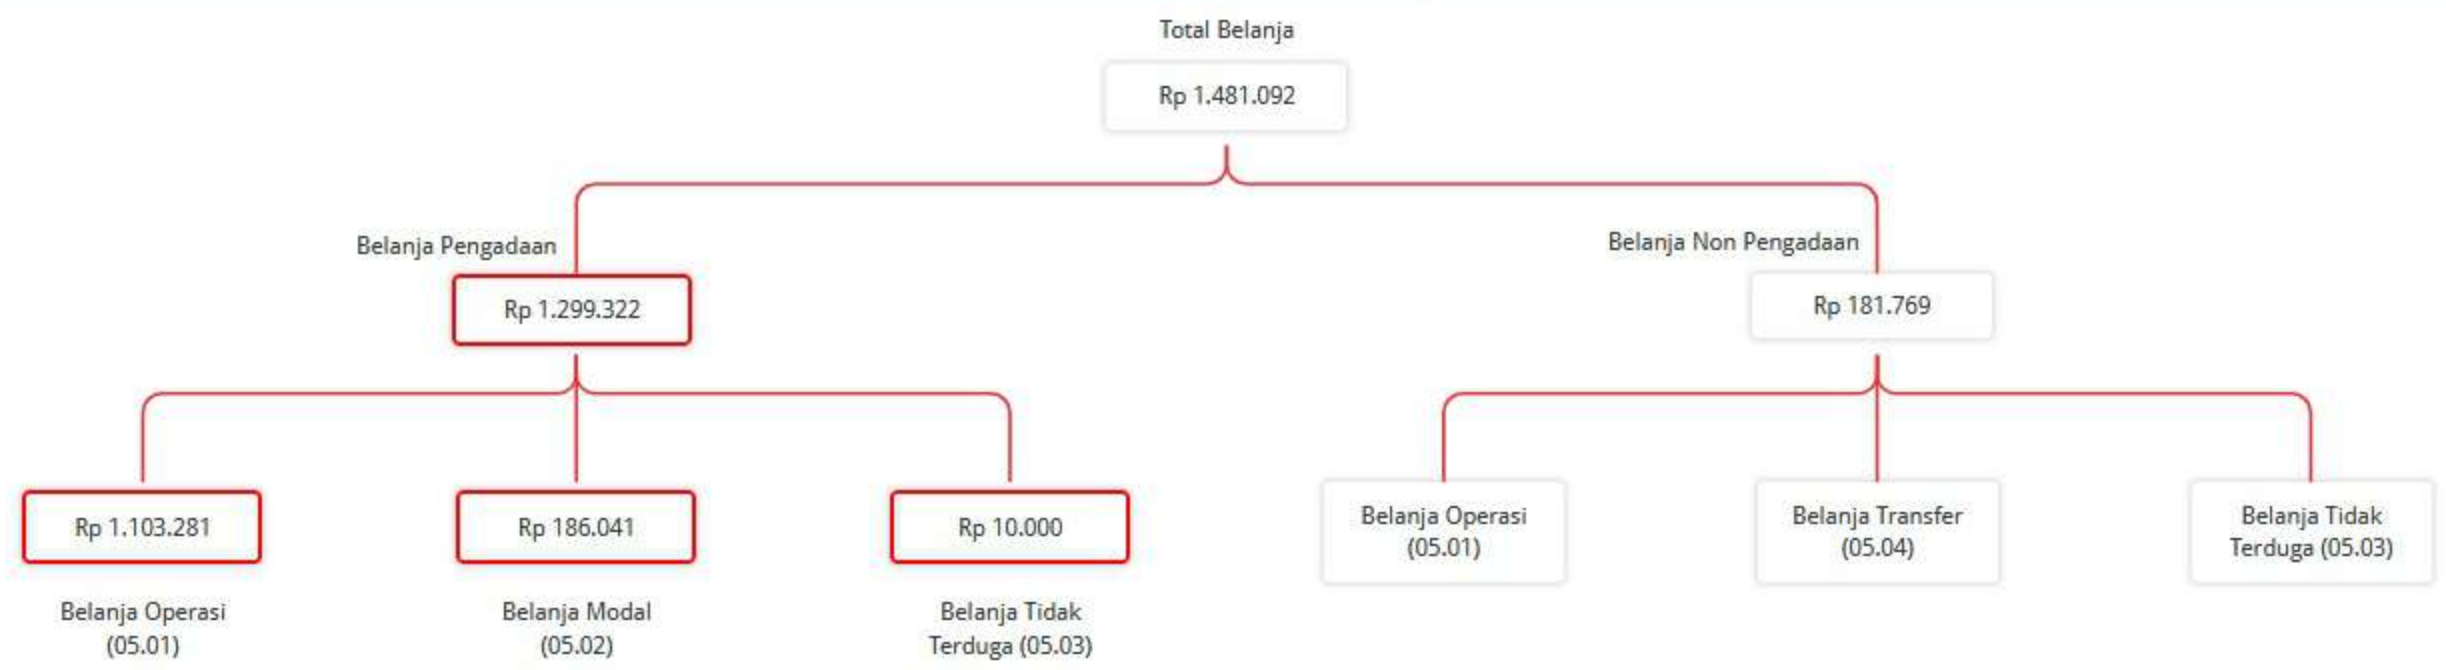 Total Belanja
Rp 1.481.092
Belanja Pengadaan
Rp 1.299.322
Belanja Non Pengadaan
Rp 181.769
Rp 1.103.281
Belanja Operasi
(05.01)
Rp 186.041
Belanja Modal
(05.02)
Rp 10.000
Belanja Tidak
Terduga (05.03)
Belanja Operasi
(05.01)
Belanja Transfer
(05.04)
Belanja Tidak
Terduga (05.03)